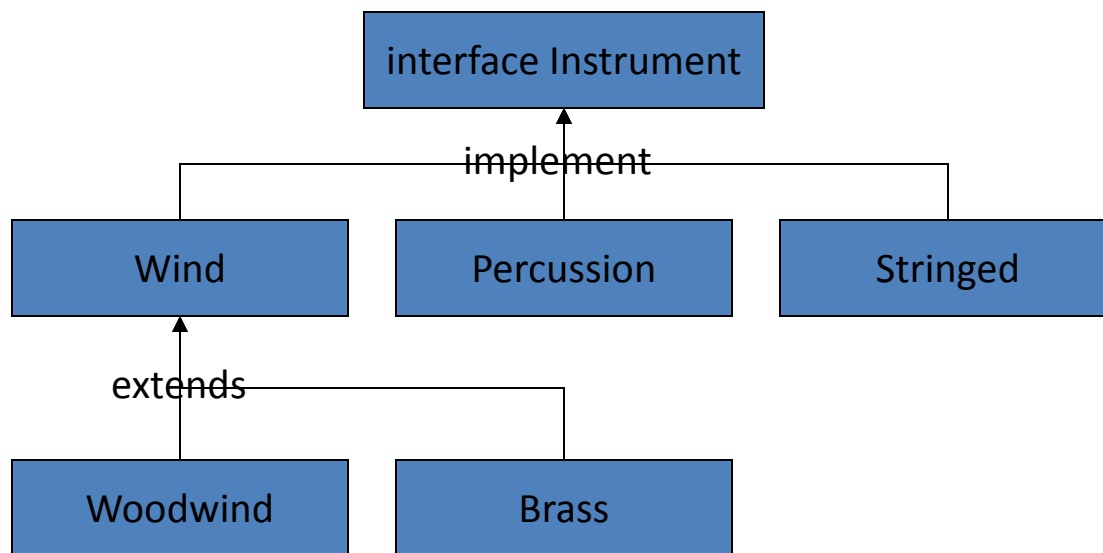 interface Instrument
implement
Wind
Percussion
Stringed
extends
Woodwind
Brass